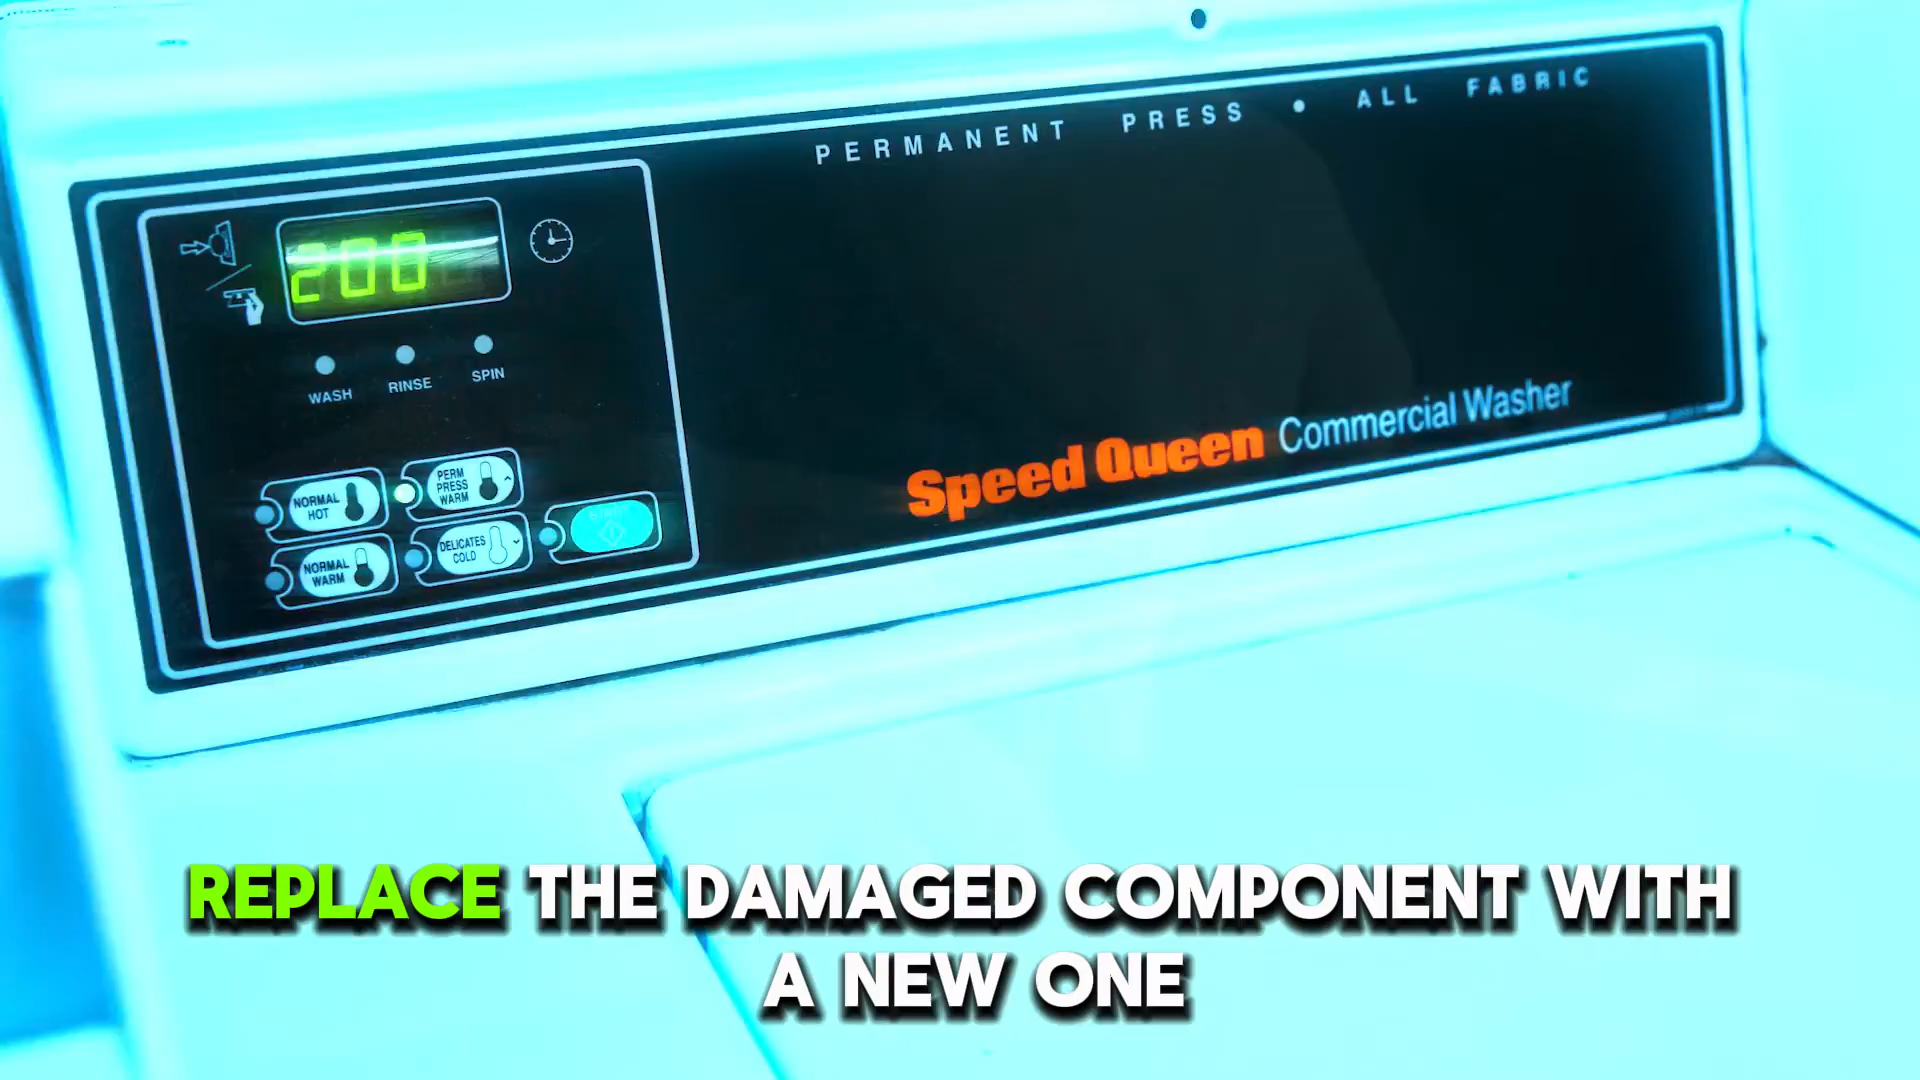 PERMANENT PRESS • ALL FABRIC
200
WASH RINSE SPIN
NORMAL
HOT
PERM
PRESS
WARM
NORMAL
WARM
DELICATES
COLD
START
Speed Queen Commercial Washer
REPLACE THE DAMAGED COMPONENT WITH
A NEW ONE